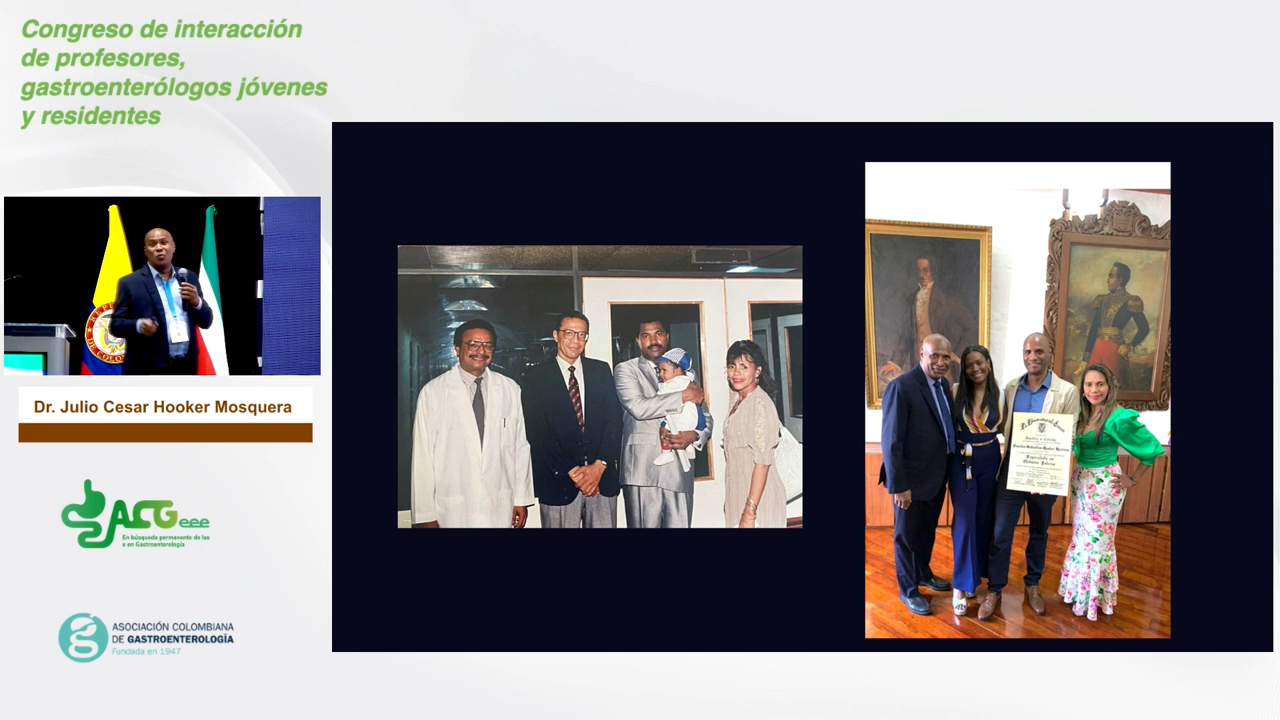 Congreso de interacción
de profesores,
gastroenterólogos jóvenes
y residentes
Dr. Julio Cesar Hooker Mosquera
ACGeee
En búsqueda permanente de las
e en Gastroenterología
ASOCIACIÓN COLOMBIANA
DE GASTROENTEROLOGÍA
Fundada en 1947